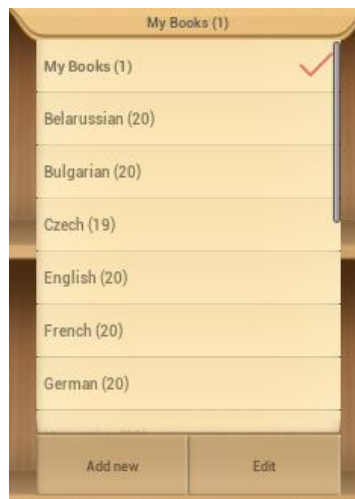 My Books (1)
My Books (1)
Belarussian (20)
Bulgarian (20)
Czech (19)
English (20)
French (20)
German (20)
Add new
Edit